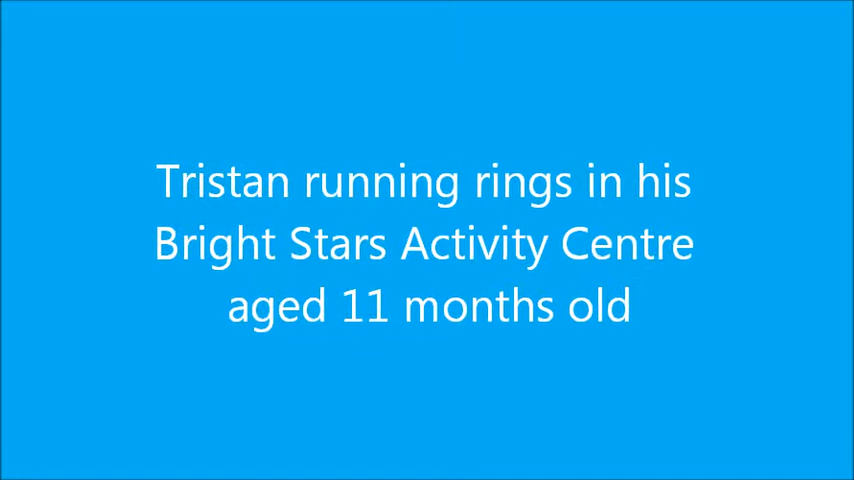 Tristan running rings in his
Bright Stars Activity Centre
aged 11 months old